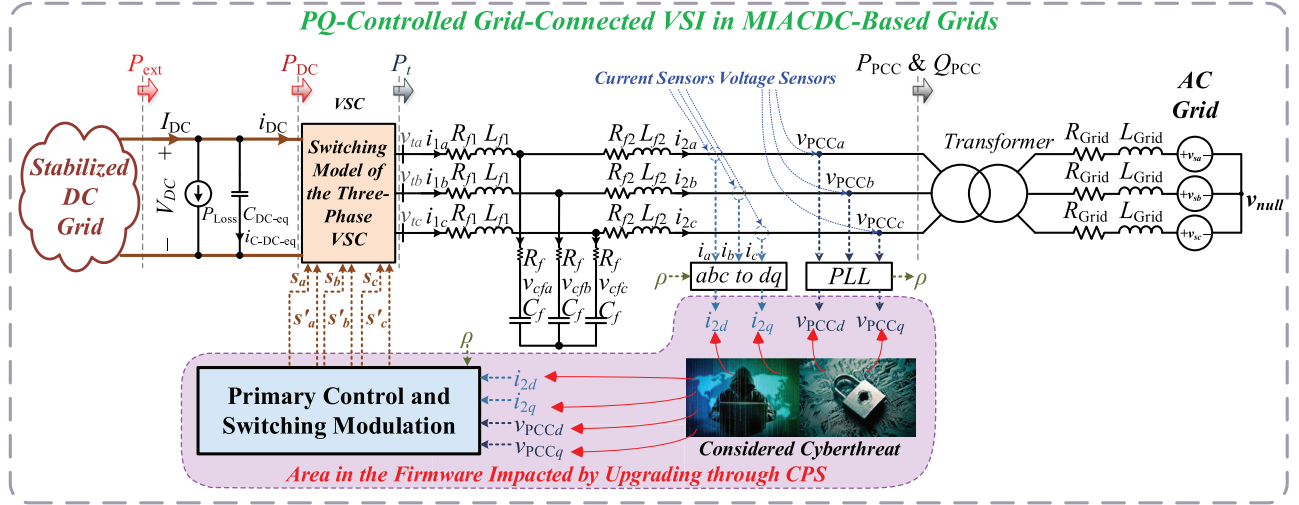 PQ-Controlled Grid-Connected VSI in MIACDC-Based Grids
P_ext
P_DC
P_t
Current Sensors Voltage Sensors
P_PCC & Q_PCC
AC
Grid
VSC
I_DC
i_DC
v_ta i_1a R_f1 L_f1
R_f2 L_f2 i_2a
v_PCCa
Transformer
R_Grid L_Grid
+v_sa−
Stabilized
DC
Grid
+
V_DC
−
P_Loss
C_DC-eq
i_C-DC-eq
Switching
Model of
the Three-
Phase
VSC
v_tb i_1b R_f1 L_f1
R_f2 L_f2 i_2b
v_PCCb
R_Grid L_Grid
+v_sb−
v_null
v_tc i_1c R_f1 L_f1
R_f2 L_f2 i_2c
v_PCCc
R_Grid L_Grid
+v_sc−
R_f R_f R_f
v_cfa v_cfb v_cfc
C_f C_f C_f
i_a i_b i_c
ρ
abc to dq
PLL
ρ
s_a s_b s_c
s'_a s'_b s'_c
i_2d i_2q v_PCCd v_PCCq
ρ
Primary Control and
Switching Modulation
i_2d
i_2q
v_PCCd
v_PCCq
Considered Cyberthreat
Area in the Firmware Impacted by Upgrading through CPS